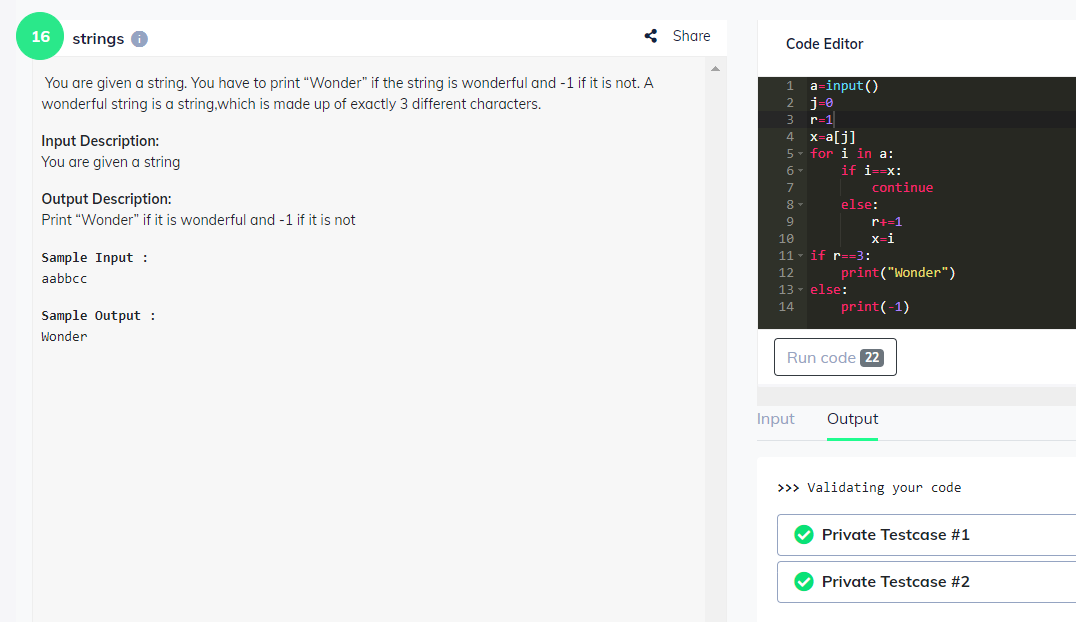 16 strings i Share
You are given a string. You have to print “Wonder” if the string is wonderful and -1 if it is not. A
wonderful string is a string,which is made up of exactly 3 different characters.
Input Description:
You are given a string
Output Description:
Print “Wonder” if it is wonderful and -1 if it is not
Sample Input :
aabbcc
Sample Output :
Wonder
Code Editor
1 a=input()
2 j=0
3 r=1
4 x=a[j]
5 for i in a:
6     if i==x:
7         continue
8     else:
9         r+=1
10         x=i
11 if r==3:
12     print("Wonder")
13 else:
14     print(-1)
Run code 22
Input Output
>>> Validating your code
Private Testcase #1
Private Testcase #2